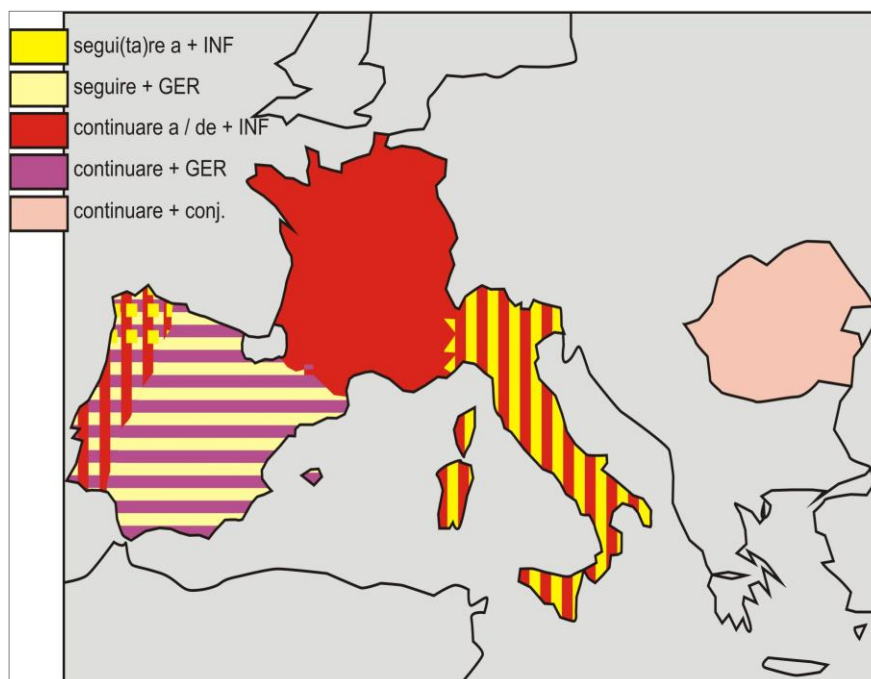 segui(ta)re a + INF
seguire + GER
continuare a / de + INF
continuare + GER
continuare + conj.